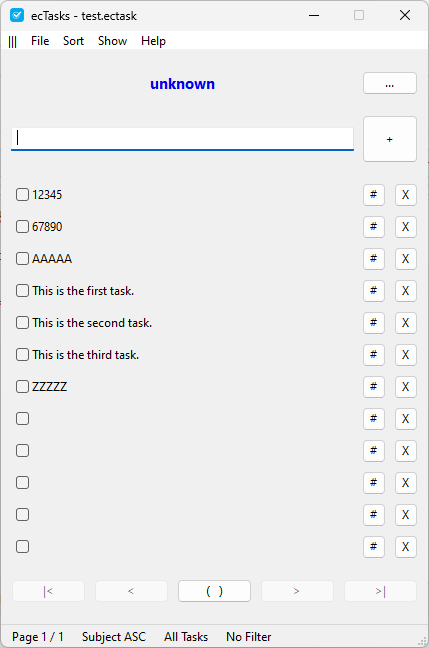 ecTasks - test.ectask
||| File Sort Show Help
unknown ...
+
12345 # X
67890 # X
AAAAA # X
This is the first task. # X
This is the second task. # X
This is the third task. # X
ZZZZZ # X
# X
# X
# X
# X
# X
|< < ( ) > >|
Page 1 / 1 Subject ASC All Tasks No Filter